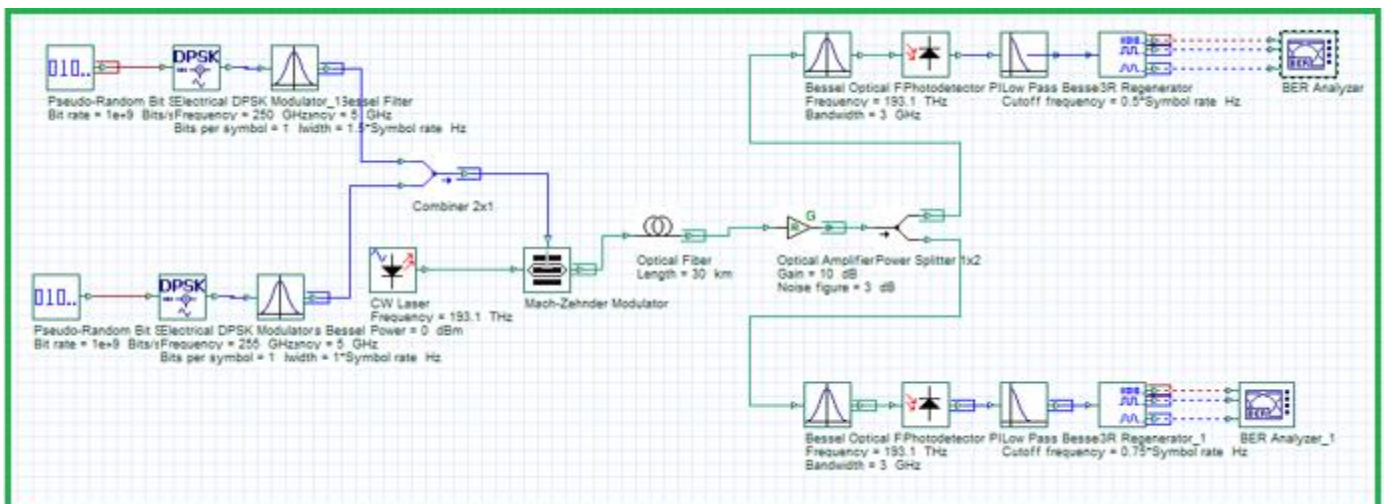 010..
DPSK
Pseudo-Random Bit S Electrical DPSK Modulator_1 Bessel Filter
Bit rate = 1e+9 Bits/s Frequency = 250 GHz ency = 5 GHz
Bits per symbol = 1 lwidth = 1.5*Symbol rate Hz
Combiner 2x1
010..
DPSK
Pseudo-Random Bit S Electrical DPSK Modulator s Bessel
Bit rate = 1e+9 Bits/s Frequency = 255 GHz ency = 5 GHz
Bits per symbol = 1 lwidth = 1*Symbol rate Hz
CW Laser
Frequency = 193.1 THz
Power = 0 dBm
Mach-Zehnder Modulator
Optical Fiber
Length = 30 km
G
Optical Amplifier Power Splitter 1x2
Gain = 10 dB
Noise figure = 3 dB
BER
Bessel Optical F Photodetector PI Low Pass Besse 3R Regenerator
Frequency = 193.1 THz
Cutoff frequency = 0.5*Symbol rate Hz
Bandwidth = 3 GHz
BER Analyzer
BER
Bessel Optical F Photodetector PI Low Pass Besse 3R Regenerator_1
Frequency = 193.1 THz
Cutoff frequency = 0.75*Symbol rate Hz
Bandwidth = 3 GHz
BER Analyzer_1